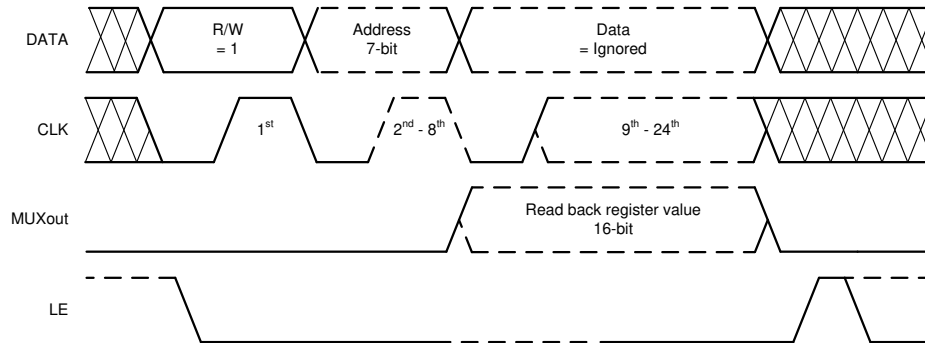 DATA
R/W
= 1
Address
7-bit
Data
= Ignored
CLK
1st
2nd - 8th
9th - 24th
MUXout
Read back register value
16-bit
LE